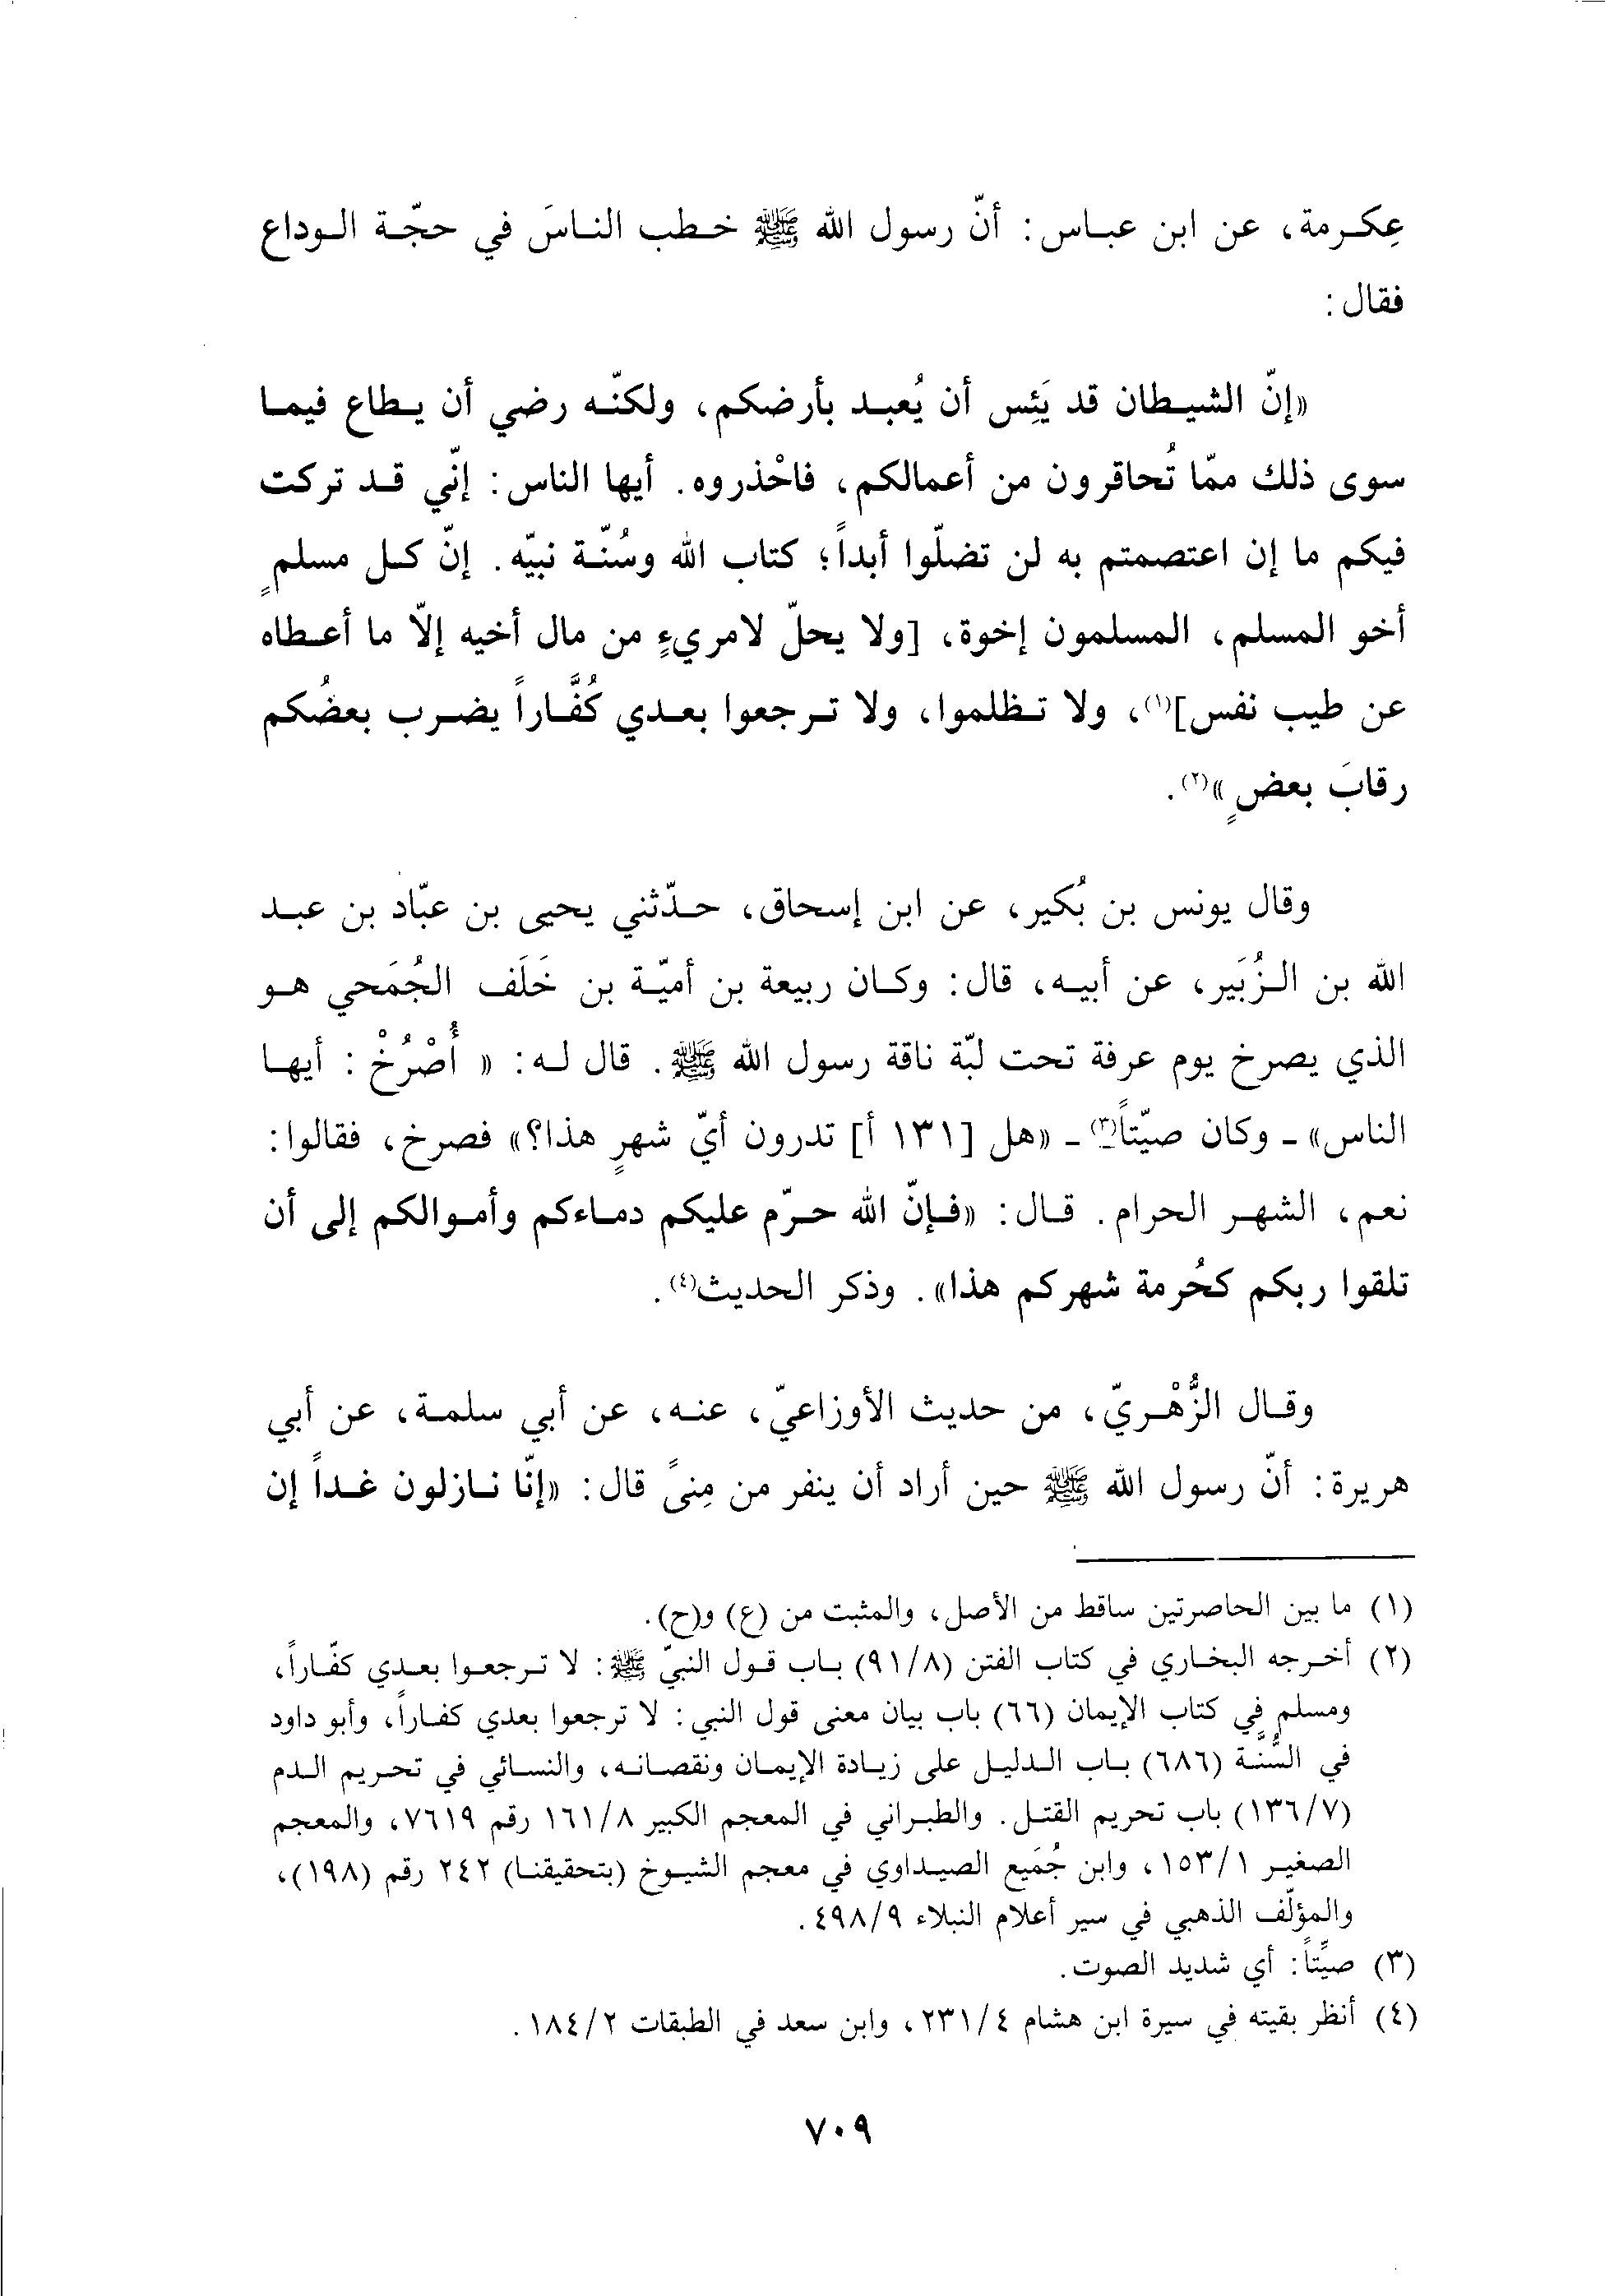 عِكرمة، عن ابن عباس: أنّ رسول الله ﷺ خطب الناسَ في حجّة الوداع
فقال:
«إنّ الشيطان قد يَئِس أن يُعبد بأرضكم، ولكنّه رضي أن يطاع فيما
سوى ذلك ممّا تُحاقرون من أعمالكم، فاحْذروه. أيها الناس: إنّي قد تركت
فيكم ما إن اعتصمتم به لن تضلّوا أبداً؛ كتاب الله وسُنّة نبيّه. إنّ كل مسلمٍ
أخو المسلم، المسلمون إخوة، [ولا يحلّ لامريءٍ من مال أخيه إلاّ ما أعطاه
عن طيب نفس](١)، ولا تظلموا، ولا ترجعوا بعدي كُفَّاراً يضرب بعضُكم
رقابَ بعضٍ»(٢).
وقال يونس بن بُكير، عن ابن إسحاق، حدّثني يحيى بن عبّاد بن عبد
الله بن الزُبَير، عن أبيه، قال: وكان ربيعة بن أميّة بن خَلَف الجُمَحي هو
الذي يصرخ يوم عرفة تحت لبّة ناقة رسول الله ﷺ. قال له: « أُصْرُخْ: أيها
الناس» ـ وكان صيّتاً(٣) ـ «هل [١٣١ أ] تدرون أيّ شهرٍ هذا؟» فصرخ، فقالوا:
نعم، الشهر الحرام. قال: «فإنّ الله حرّم عليكم دماءكم وأموالكم إلى أن
تلقوا ربكم كحُرمة شهركم هذا». وذكر الحديث(٤).
وقال الزُّهْريّ، من حديث الأوزاعيّ، عنه، عن أبي سلمة، عن أبي
هريرة: أنّ رسول الله ﷺ حين أراد أن ينفر من مِنىً قال: «إنّا نازلون غداً إن
(١) ما بين الحاصرتين ساقط من الأصل، والمثبت من (ع) و(ح).
(٢) أخرجه البخاري في كتاب الفتن (٩١/٨) باب قول النبيّ ﷺ: لا ترجعوا بعدي كفّاراً،
ومسلم في كتاب الإيمان (٦٦) باب بيان معنى قول النبي: لا ترجعوا بعدي كفاراً، وأبو داود
في السُّنَّة (٦٨٦) باب الدليل على زيادة الإيمان ونقصانه، والنسائي في تحريم الدم
(١٣٦/٧) باب تحريم القتل. والطبراني في المعجم الكبير ١٦١/٨ رقم ٧٦١٩، والمعجم
الصغير ١٥٣/١، وابن جُمَيع الصيداوي في معجم الشيوخ (بتحقيقنا) ٢٤٢ رقم (١٩٨)،
والمؤلّف الذهبي في سير أعلام النبلاء ٤٩٨/٩.
(٣) صيِّتاً: أي شديد الصوت.
(٤) أنظر بقيته في سيرة ابن هشام ٢٣١/٤، وابن سعد في الطبقات ١٨٤/٢.
٧٠٩